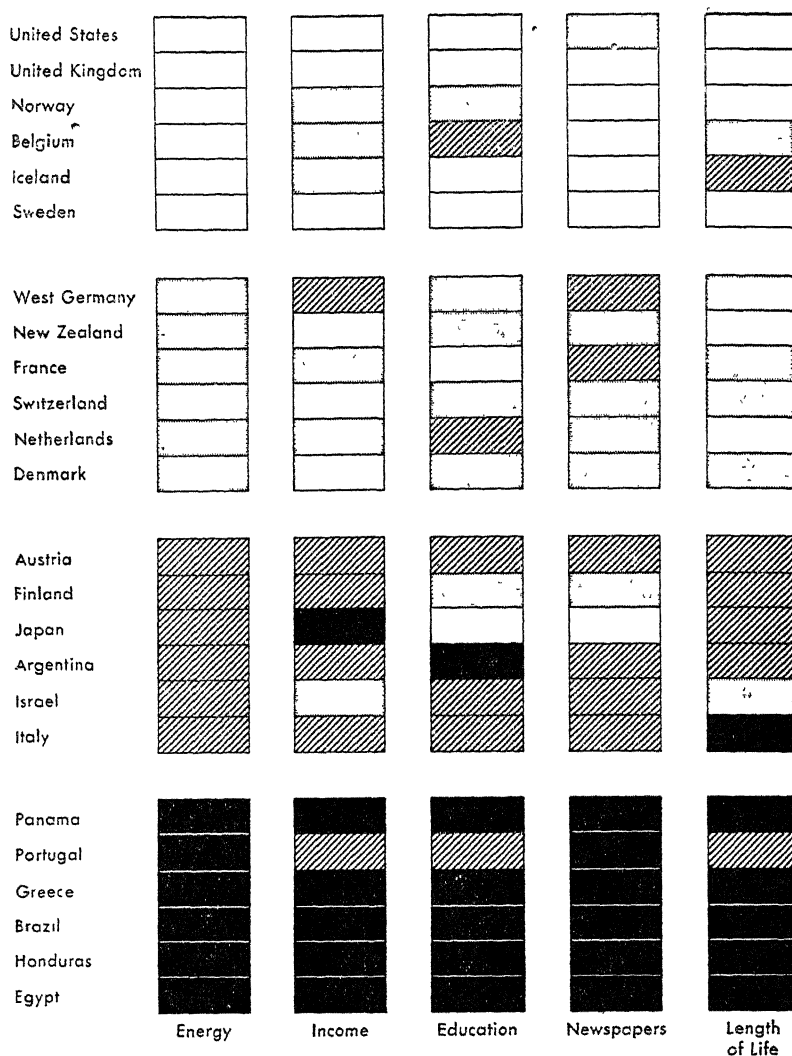 United States
United Kingdom
Norway
Belgium
Iceland
Sweden
West Germany
New Zealand
France
Switzerland
Netherlands
Denmark
Austria
Finland
Japan
Argentina
Israel
Italy
Panama
Portugal
Greece
Brazil
Honduras
Egypt
Energy Income Education Newspapers Length
of Life